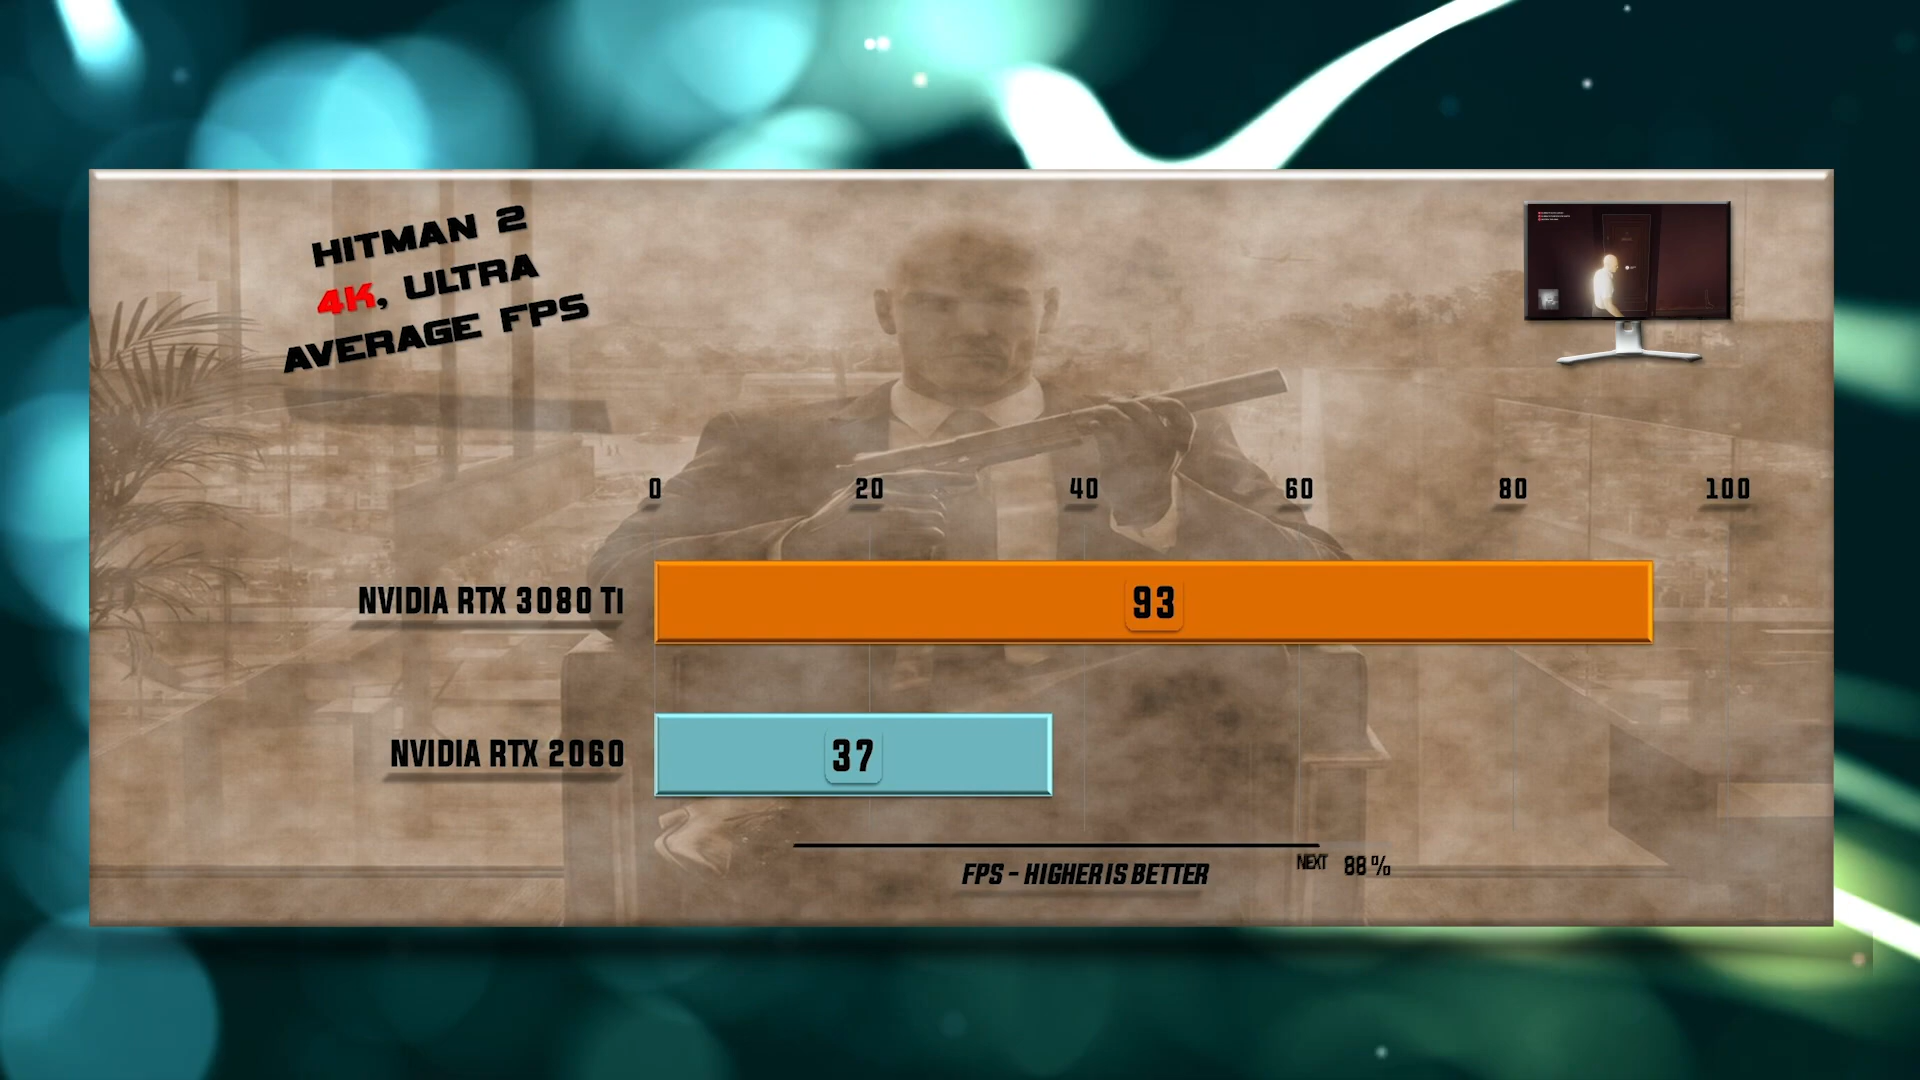 HITMAN 2
4K, ULTRA
AVERAGE FPS
0 20 40 60 80 100
NVIDIA RTX 3080 TI 93
NVIDIA RTX 2060 37
FPS - HIGHER IS BETTER
NEXT 88%